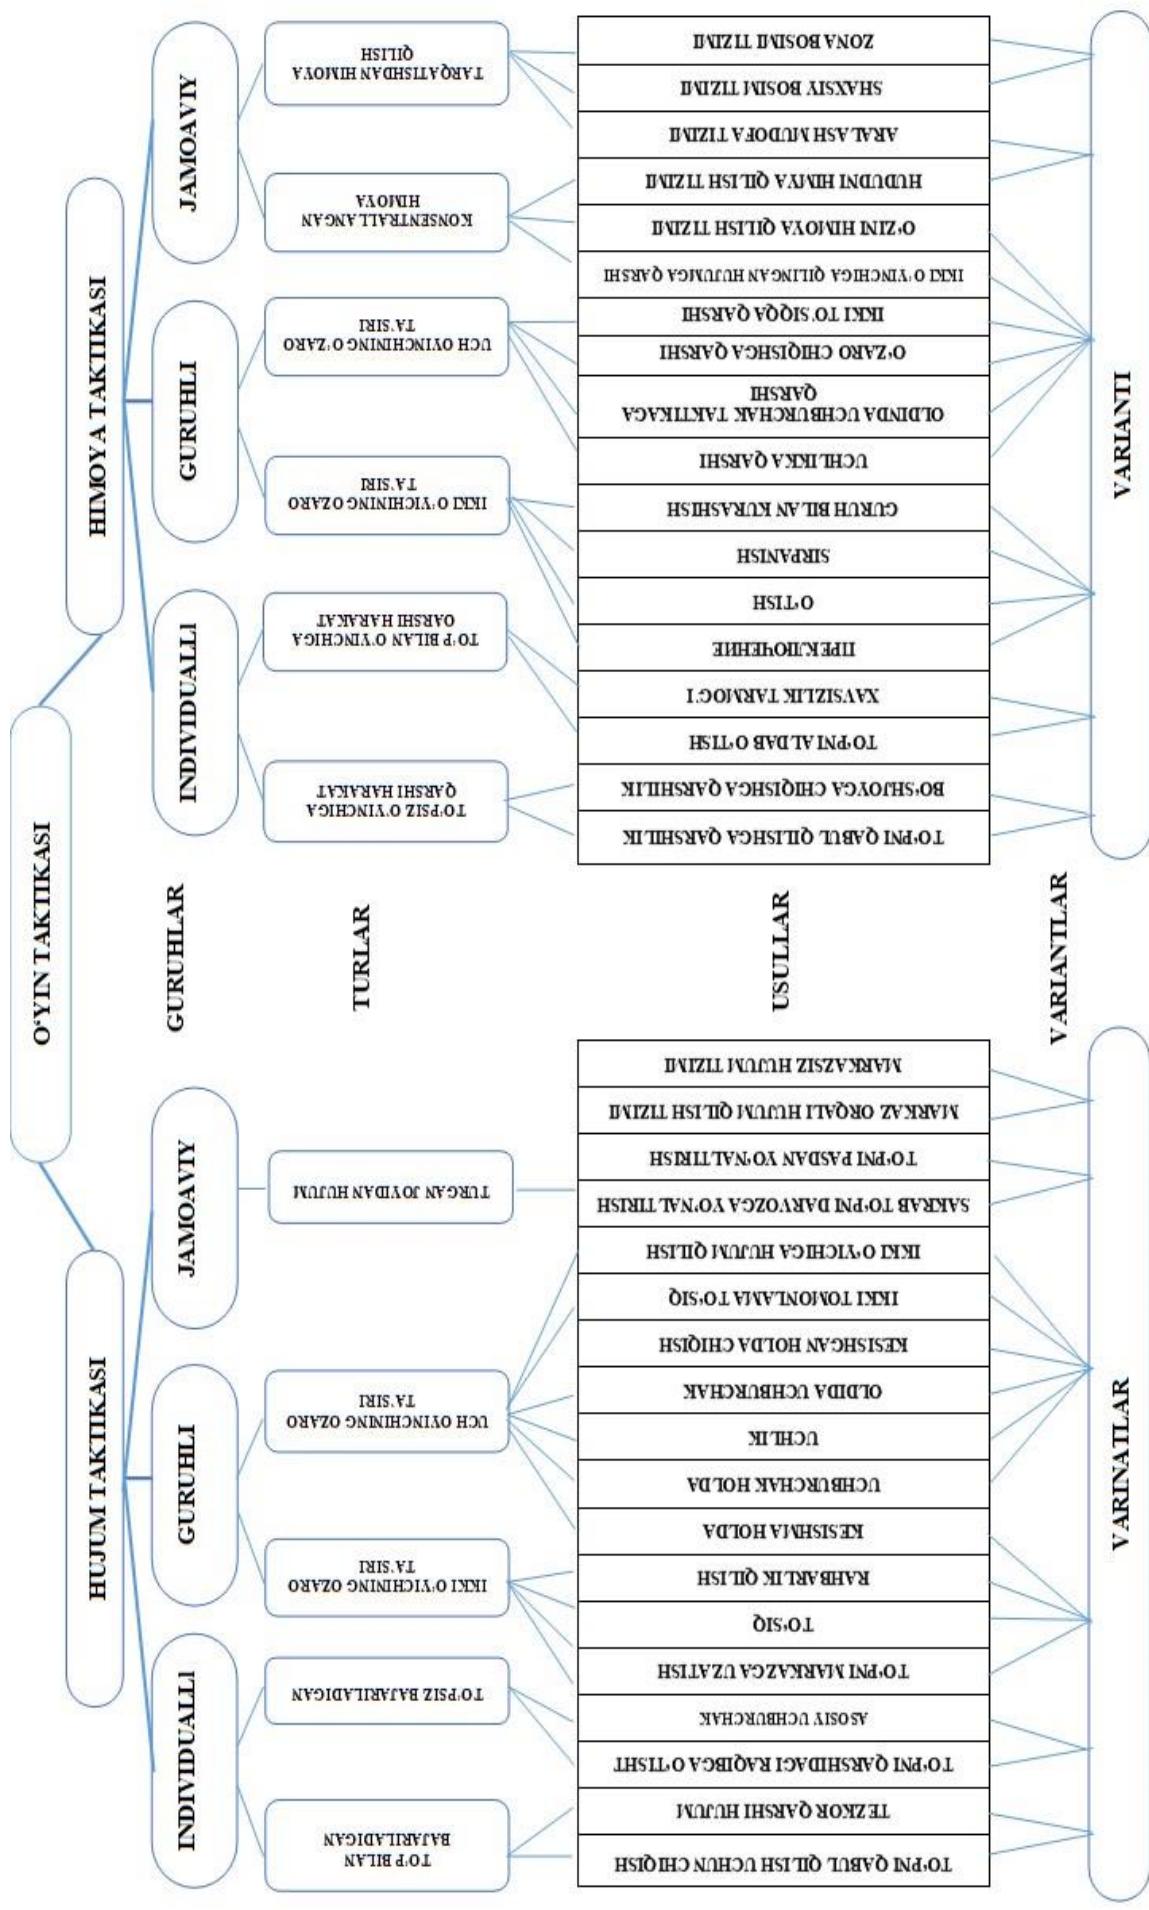 O‘YIN TAKTIKASI
HUJUM TAKTIKASI
HIMOYA TAKTIKASI
INDIVIDUALLI
GURUHLI
JAMOAVIY
GURUHLAR
INDIVIDUALLI
GURUHLI
JAMOAVIY
TO'P BILAN
BAJARILADIGAN
TO'PSIZ BAJARILADIGAN
IKKI O'YICHINING OZARO
TA'SIRI
UCH OYINCHINING OZARO
TA'SIRI
TURGAN JOYIDAN HUJUM
TURLAR
TO'PSIZ O'YINCHIGA
QARSHI HARAKAT
TO'P BILAN O'YINCHIGA
QARSHI HARAKAT
IKKI O'YICHINING OZARO
TA'SIRI
UCH OYINCHINING O'ZARO
TA'SIRI
KONSENTRALLANGAN
HIMOYA
TARQATISHDAN HIMOYA
QILISH
TO'PNI QABUL QILISH UCHUN CHIQISH
TEZKOR QARSHI HUJUM
TO'PNI QARSHIDAGI RAQIBGA O'TISHT
ASOSIY UCHBURCHAK
TO'PNI MARKAZGA UZATISH
TO'SIQ
RAHBARLIK QILISH
KESISHMA HOLDA
UCHBURCHAK HOLDA
UCHLIK
OLDIDA UCHBURCHAK
KESISHGAN HOLDA CHIQISH
IKKI TOMONLAMA TO'SIQ
IKKI O'YICHIGA HUJUM QILISH
SAKRAB TO'PNI DARVOZGA YO'NALTIRISH
TO'PNI PASDAN YO'NALTIRISH
MARKAZ ORQALI HUJUM QILISH TIZIMI
MARKAZSIZ HUJUM TIZIMI
USULLAR
TO'PNI QABUL QILISHGA QARSHILIK
BO'SHJOYGA CHIQISHGA QARSHILIK
TO'PNI ALDAB O'TISH
XAVSIZLIK TARMOG'I
ПРЕКЛЮЧЕНИЕ
O'TISH
SIRPANISH
GURUH BILAN KURASHISH
UCHLIKKA QARSHI
OLDINDA UCHBURCHAK TAKTIKAGA
QARSHI
O'ZARO CHIQISHGA QARSHI
IKKI TO'SIQQA QARSHI
IKKI O'YINCHIGA QILINGAN HUJUMGA QARSHI
O'ZINI HIMOYA QILISH TIZIMI
HUDUDNI HIMYA QILISH TIZIMI
ARALASH MUDOFA TIZIMI
SHAXSIY BOSIM TIZIMI
ZONA BOSIMI TIZIMI
VARINATLAR
VARIANTLAR
VARIANTI